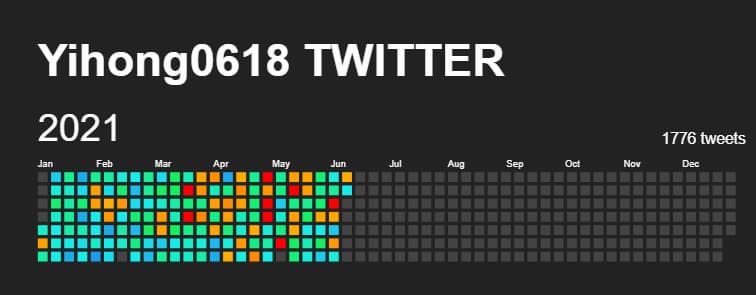 Yihong0618 TWITTER
2021
1776 tweets
Jan Feb Mar Apr May Jun Jul Aug Sep Oct Nov Dec